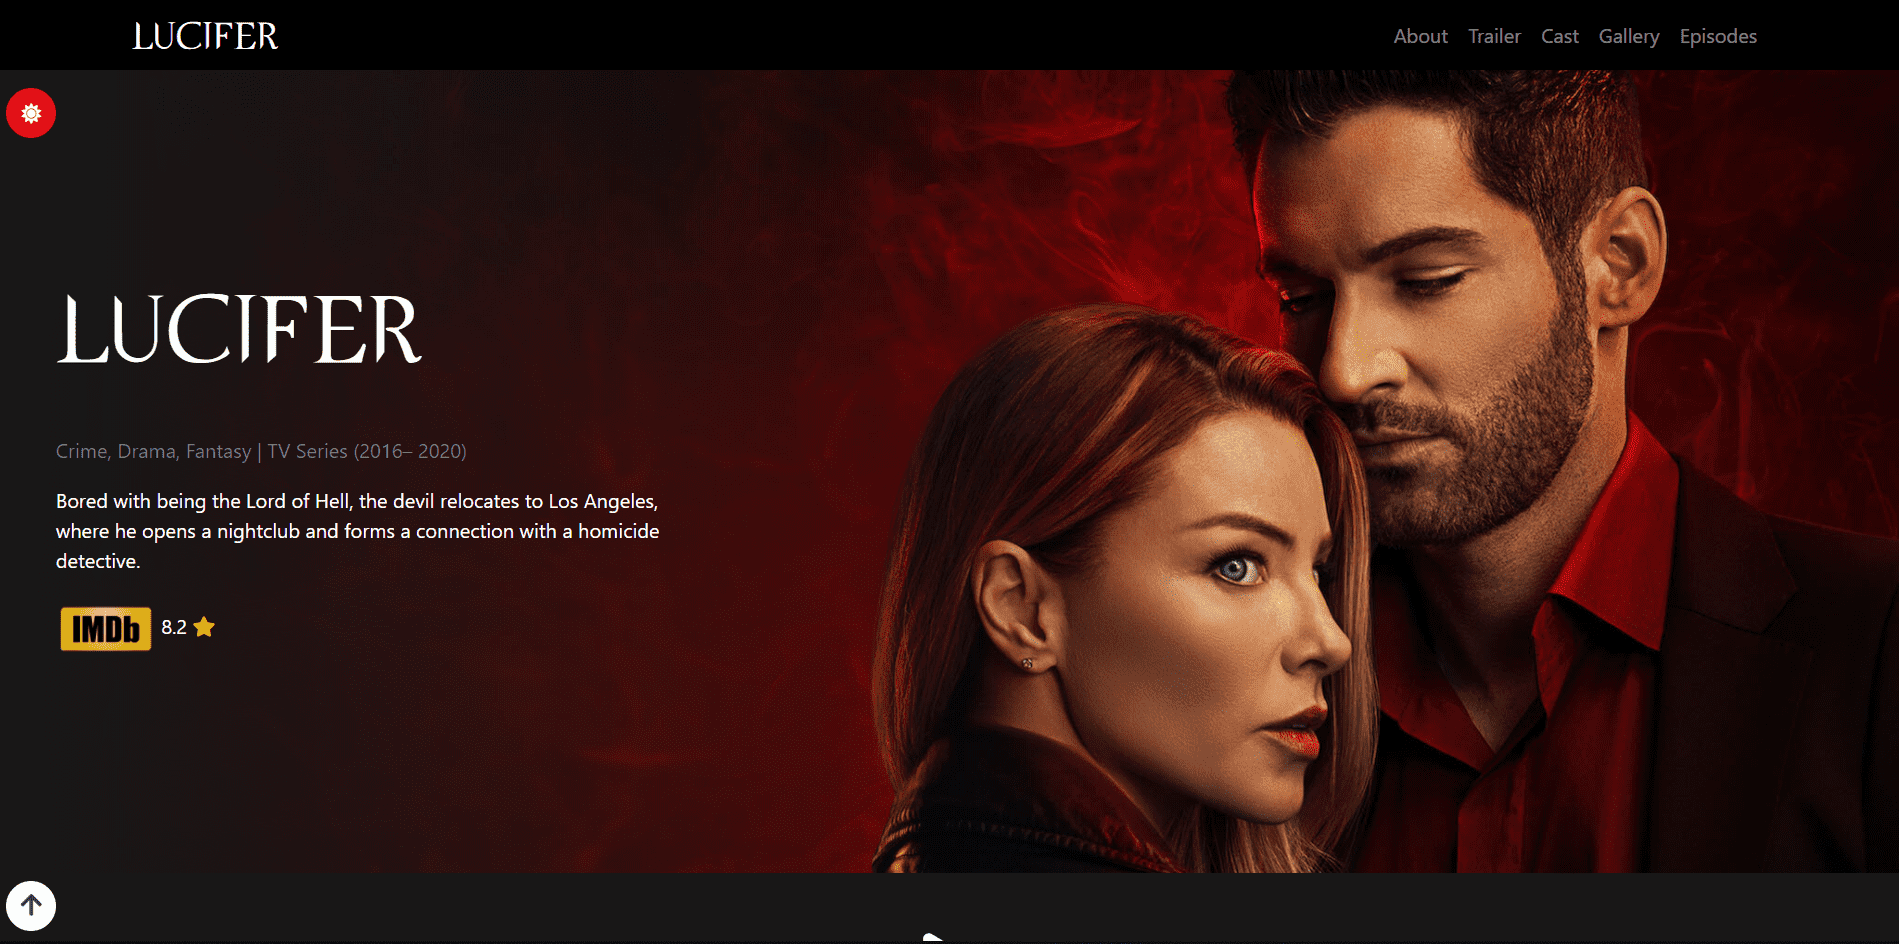 LUCIFER
About Trailer Cast Gallery Episodes
LUCIFER
Crime, Drama, Fantasy | TV Series (2016– 2020)
Bored with being the Lord of Hell, the devil relocates to Los Angeles,
where he opens a nightclub and forms a connection with a homicide
detective.
IMDb 8.2